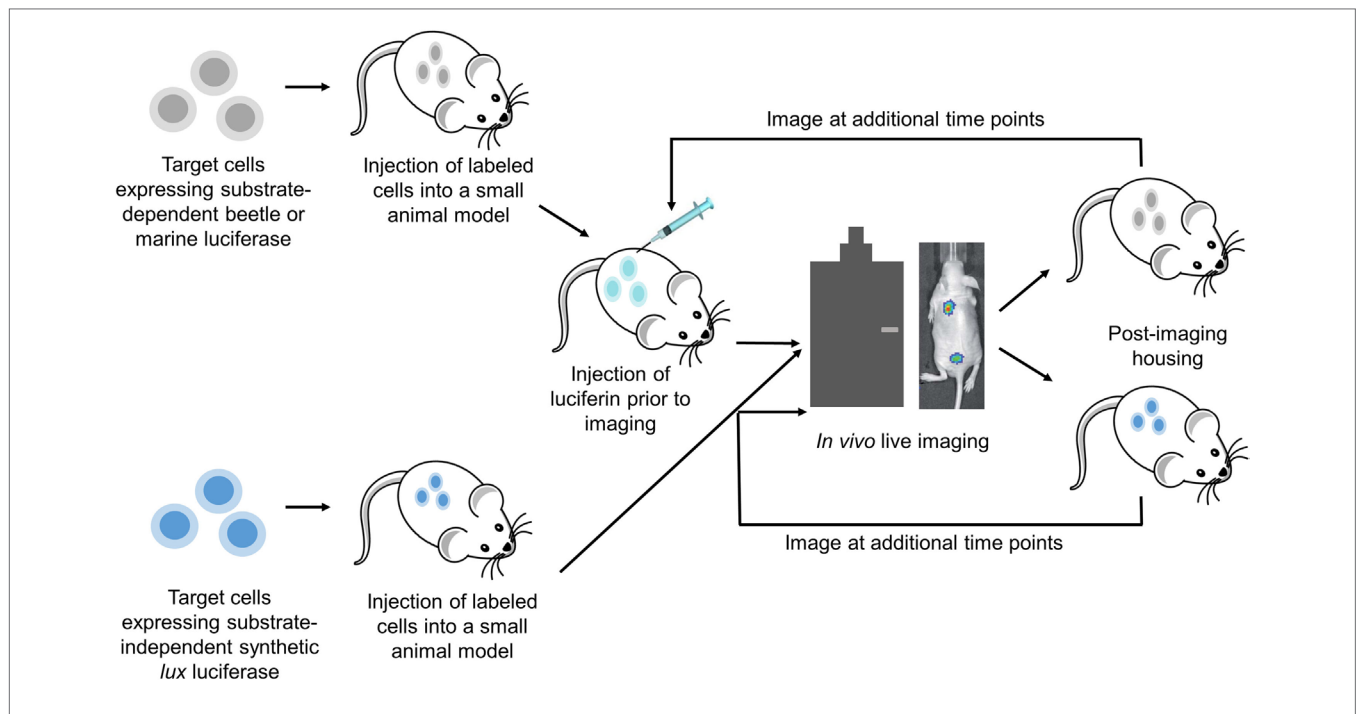 Target cells
expressing substrate-
dependent beetle or
marine luciferase
Injection of labeled
cells into a small
animal model
Image at additional time points
Injection of
luciferin prior to
imaging
In vivo live imaging
Post-imaging
housing
Image at additional time points
Target cells
expressing substrate-
independent synthetic
lux luciferase
Injection of labeled
cells into a small
animal model